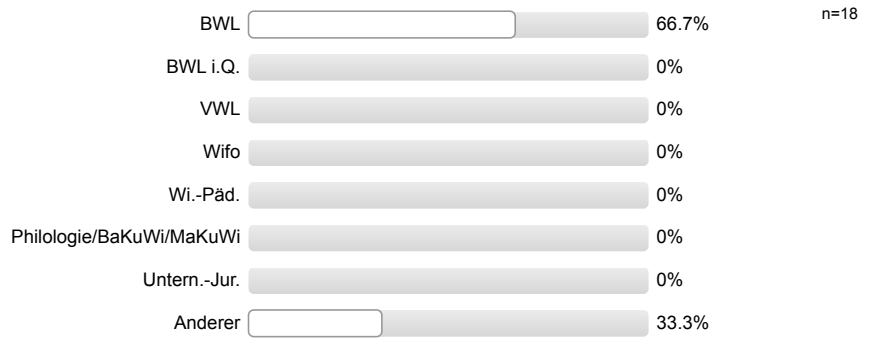 BWL 66.7% n=18
BWL i.Q. 0%
VWL 0%
Wifo 0%
Wi.-Päd. 0%
Philologie/BaKuWi/MaKuWi 0%
Untern.-Jur. 0%
Anderer 33.3%